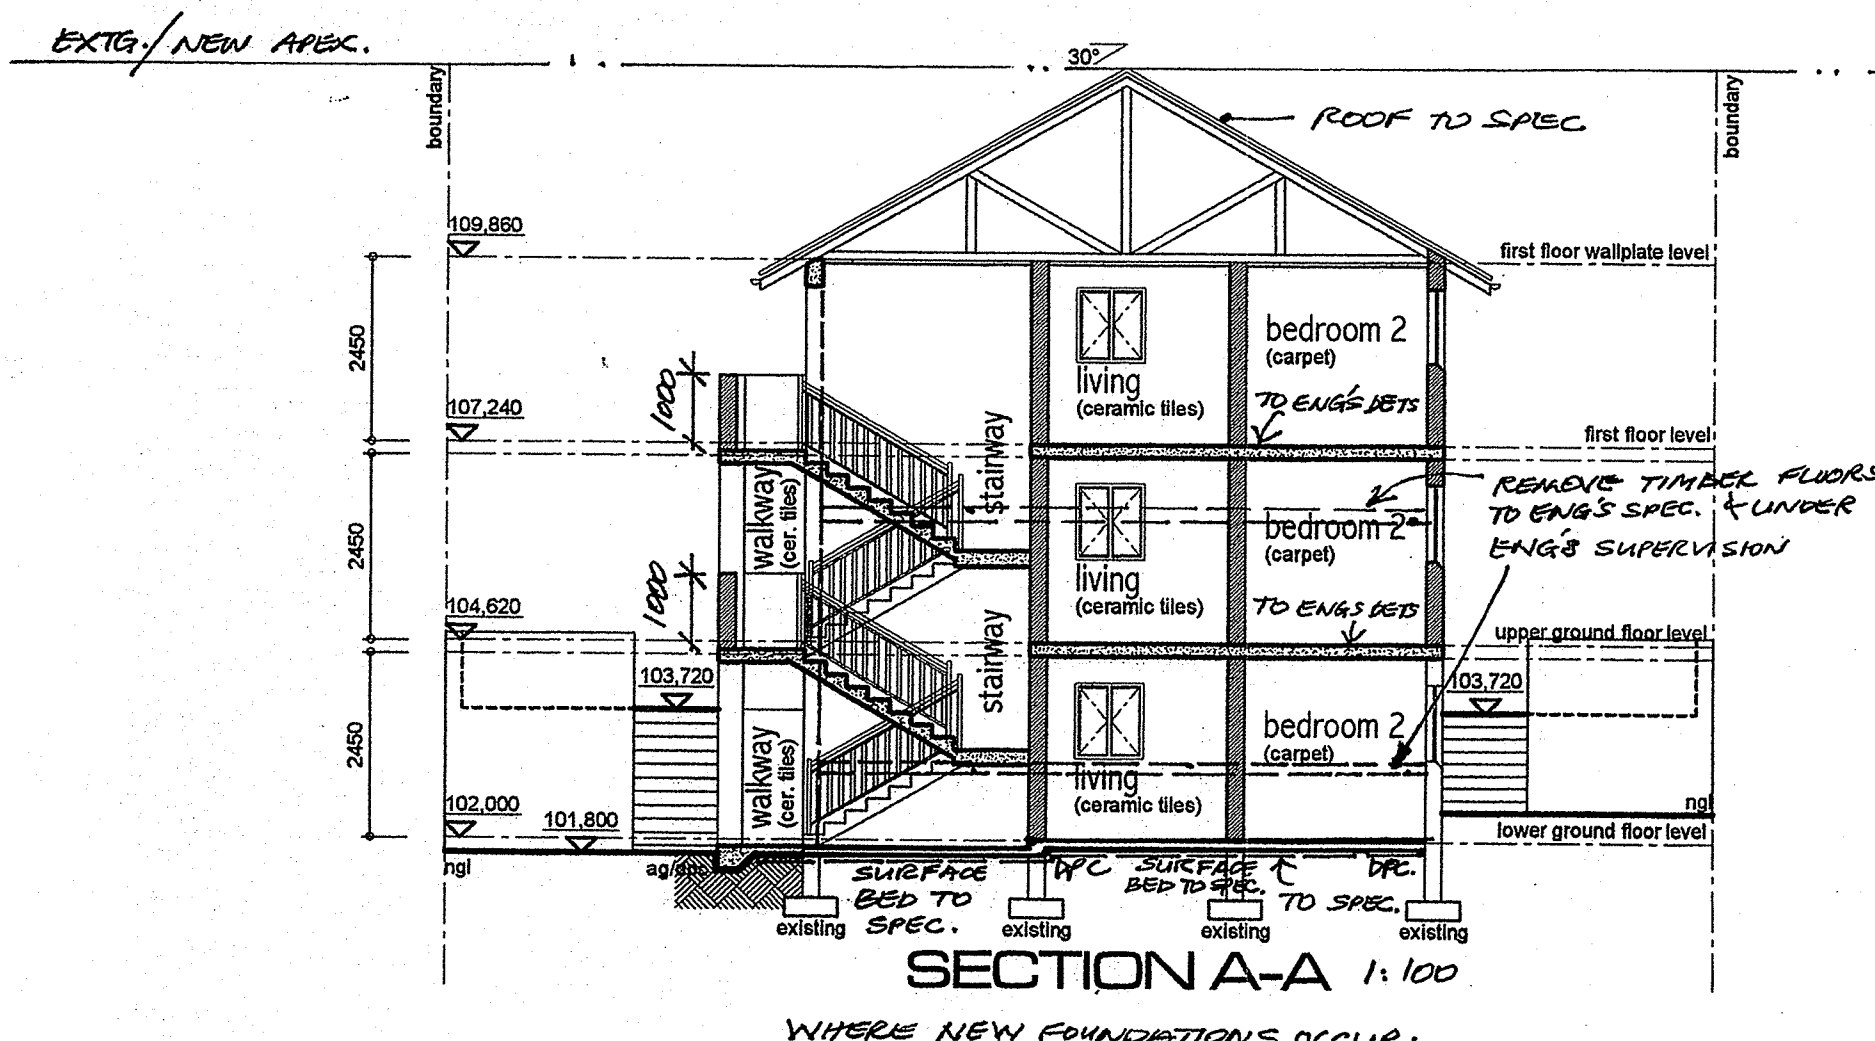 EXTG./NEW APEX.
30°
boundary
boundary
ROOF TO SPEC
109,860
first floor wallplate level
2450
bedroom 2
(carpet)
living
(ceramic tiles)
TO ENG'S DETS
1000
107,240
first floor level
stairway
walkway
(cer. tiles)
REMOVE TIMBER FLOORS
TO ENG'S SPEC. & UNDER
ENG'S SUPERVISION
2450
bedroom 2
(carpet)
living
(ceramic tiles)
TO ENGS DETS
1000
104,620
upper ground floor level
103,720
103,720
stairway
walkway
(cer. tiles)
2450
bedroom 2
(carpet)
living
(ceramic tiles)
102,000
101,800
ngl
lower ground floor level
ngl
ag/dpc
SURFACE
BED TO
SPEC.
DPC
SURFACE
BED TO SPEC.
DPC.
TO SPEC.
existing
existing
existing
existing
SECTION A-A 1:100
WHERE NEW FOUNDATIONS OCCUR.